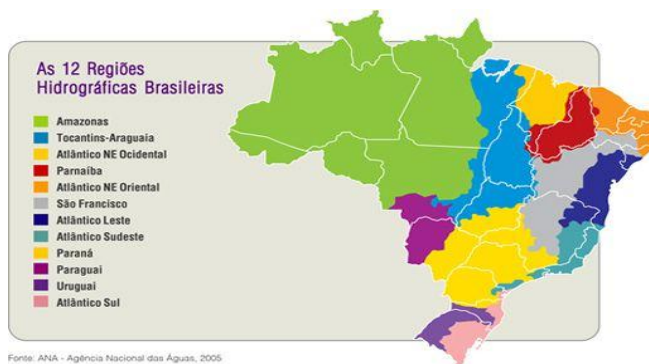 As 12 Regiões
Hidrográficas Brasileiras
Amazonas
Tocantins-Araguaia
Atlântico NE Ocidental
Parnaíba
Atlântico NE Oriental
São Francisco
Atlântico Leste
Atlântico Sudeste
Paraná
Paraguai
Uruguai
Atlântico Sul
Fonte: ANA - Agência Nacional das Águas, 2005